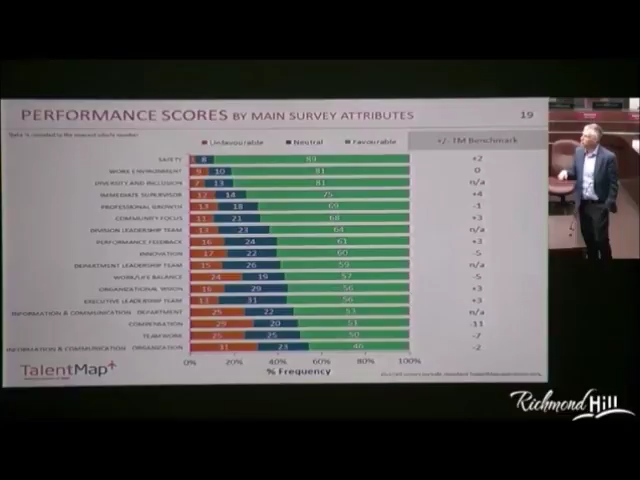 PERFORMANCE SCORES BY MAIN SURVEY ATTRIBUTES 19
Unfavourable Neutral Favourable +/- TM Benchmark
SAFETY 8 89 +2
WORK ENVIRONMENT 9 10 81 0
DIVERSITY AND INCLUSION 7 13 81 n/a
IMMEDIATE SUPERVISOR 12 14 75 +4
PROFESSIONAL GROWTH 13 18 69 -1
COMMUNITY FOCUS 11 21 68 +3
DIVISION LEADERSHIP TEAM 13 23 64 n/a
PERFORMANCE FEEDBACK 16 24 61 +3
INNOVATION 17 22 60 -5
DEPARTMENT LEADERSHIP TEAM 15 26 59 n/a
WORK/LIFE BALANCE 24 19 57 -5
ORGANIZATIONAL VISION 16 29 56 +3
EXECUTIVE LEADERSHIP TEAM 13 31 56 +3
INFORMATION & COMMUNICATION - DEPARTMENT 25 22 53 n/a
COMPENSATION 29 20 51 -11
TEAMWORK 25 25 50 -7
INFORMATION & COMMUNICATION - ORGANIZATION 31 23 46 -2
0% 20% 40% 60% 80% 100%
% Frequency
TalentMap+
Richmond Hill